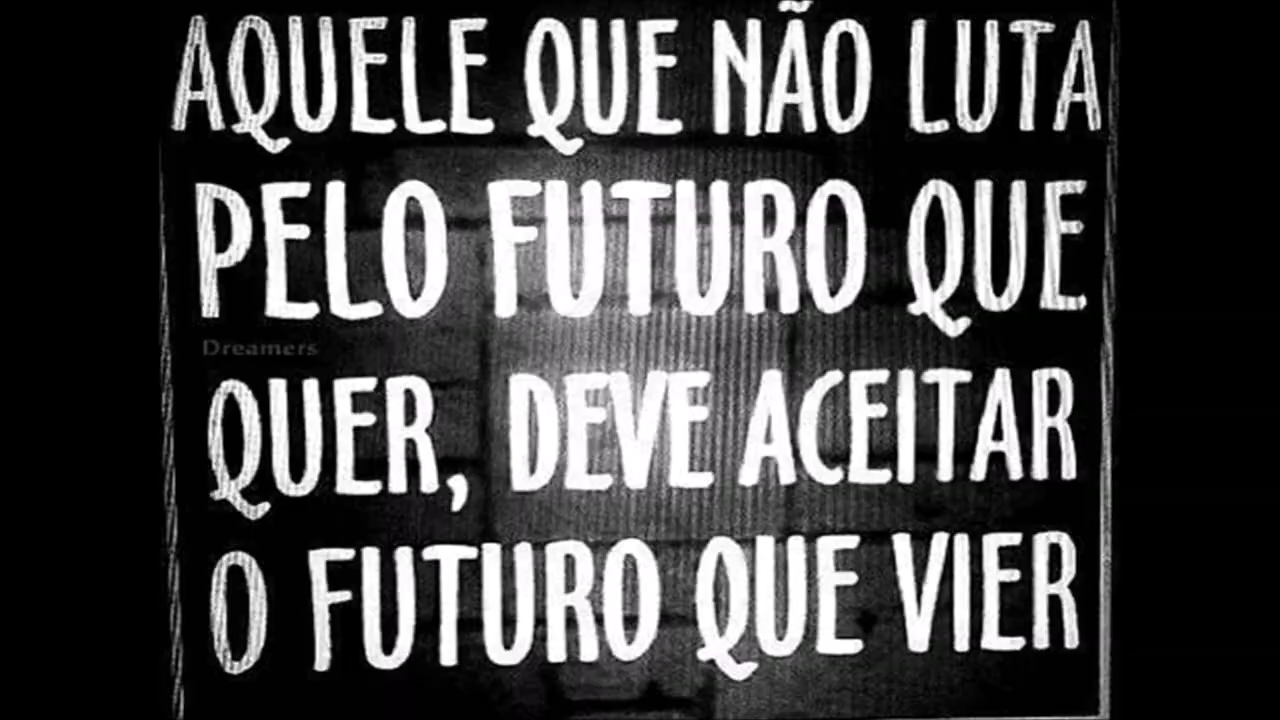 AQUELE QUE NÃO LUTA
PELO FUTURO QUE
Dreamers
QUER, DEVE ACEITAR
O FUTURO QUE VIER